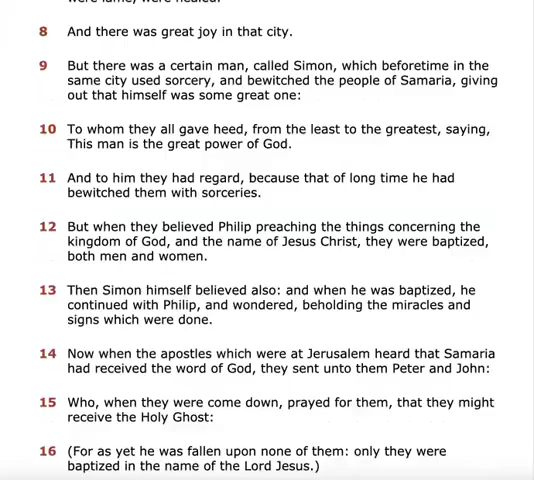 were lame, were healed.
8 And there was great joy in that city.
9 But there was a certain man, called Simon, which beforetime in the
same city used sorcery, and bewitched the people of Samaria, giving
out that himself was some great one:
10 To whom they all gave heed, from the least to the greatest, saying,
This man is the great power of God.
11 And to him they had regard, because that of long time he had
bewitched them with sorceries.
12 But when they believed Philip preaching the things concerning the
kingdom of God, and the name of Jesus Christ, they were baptized,
both men and women.
13 Then Simon himself believed also: and when he was baptized, he
continued with Philip, and wondered, beholding the miracles and
signs which were done.
14 Now when the apostles which were at Jerusalem heard that Samaria
had received the word of God, they sent unto them Peter and John:
15 Who, when they were come down, prayed for them, that they might
receive the Holy Ghost:
16 (For as yet he was fallen upon none of them: only they were
baptized in the name of the Lord Jesus.)